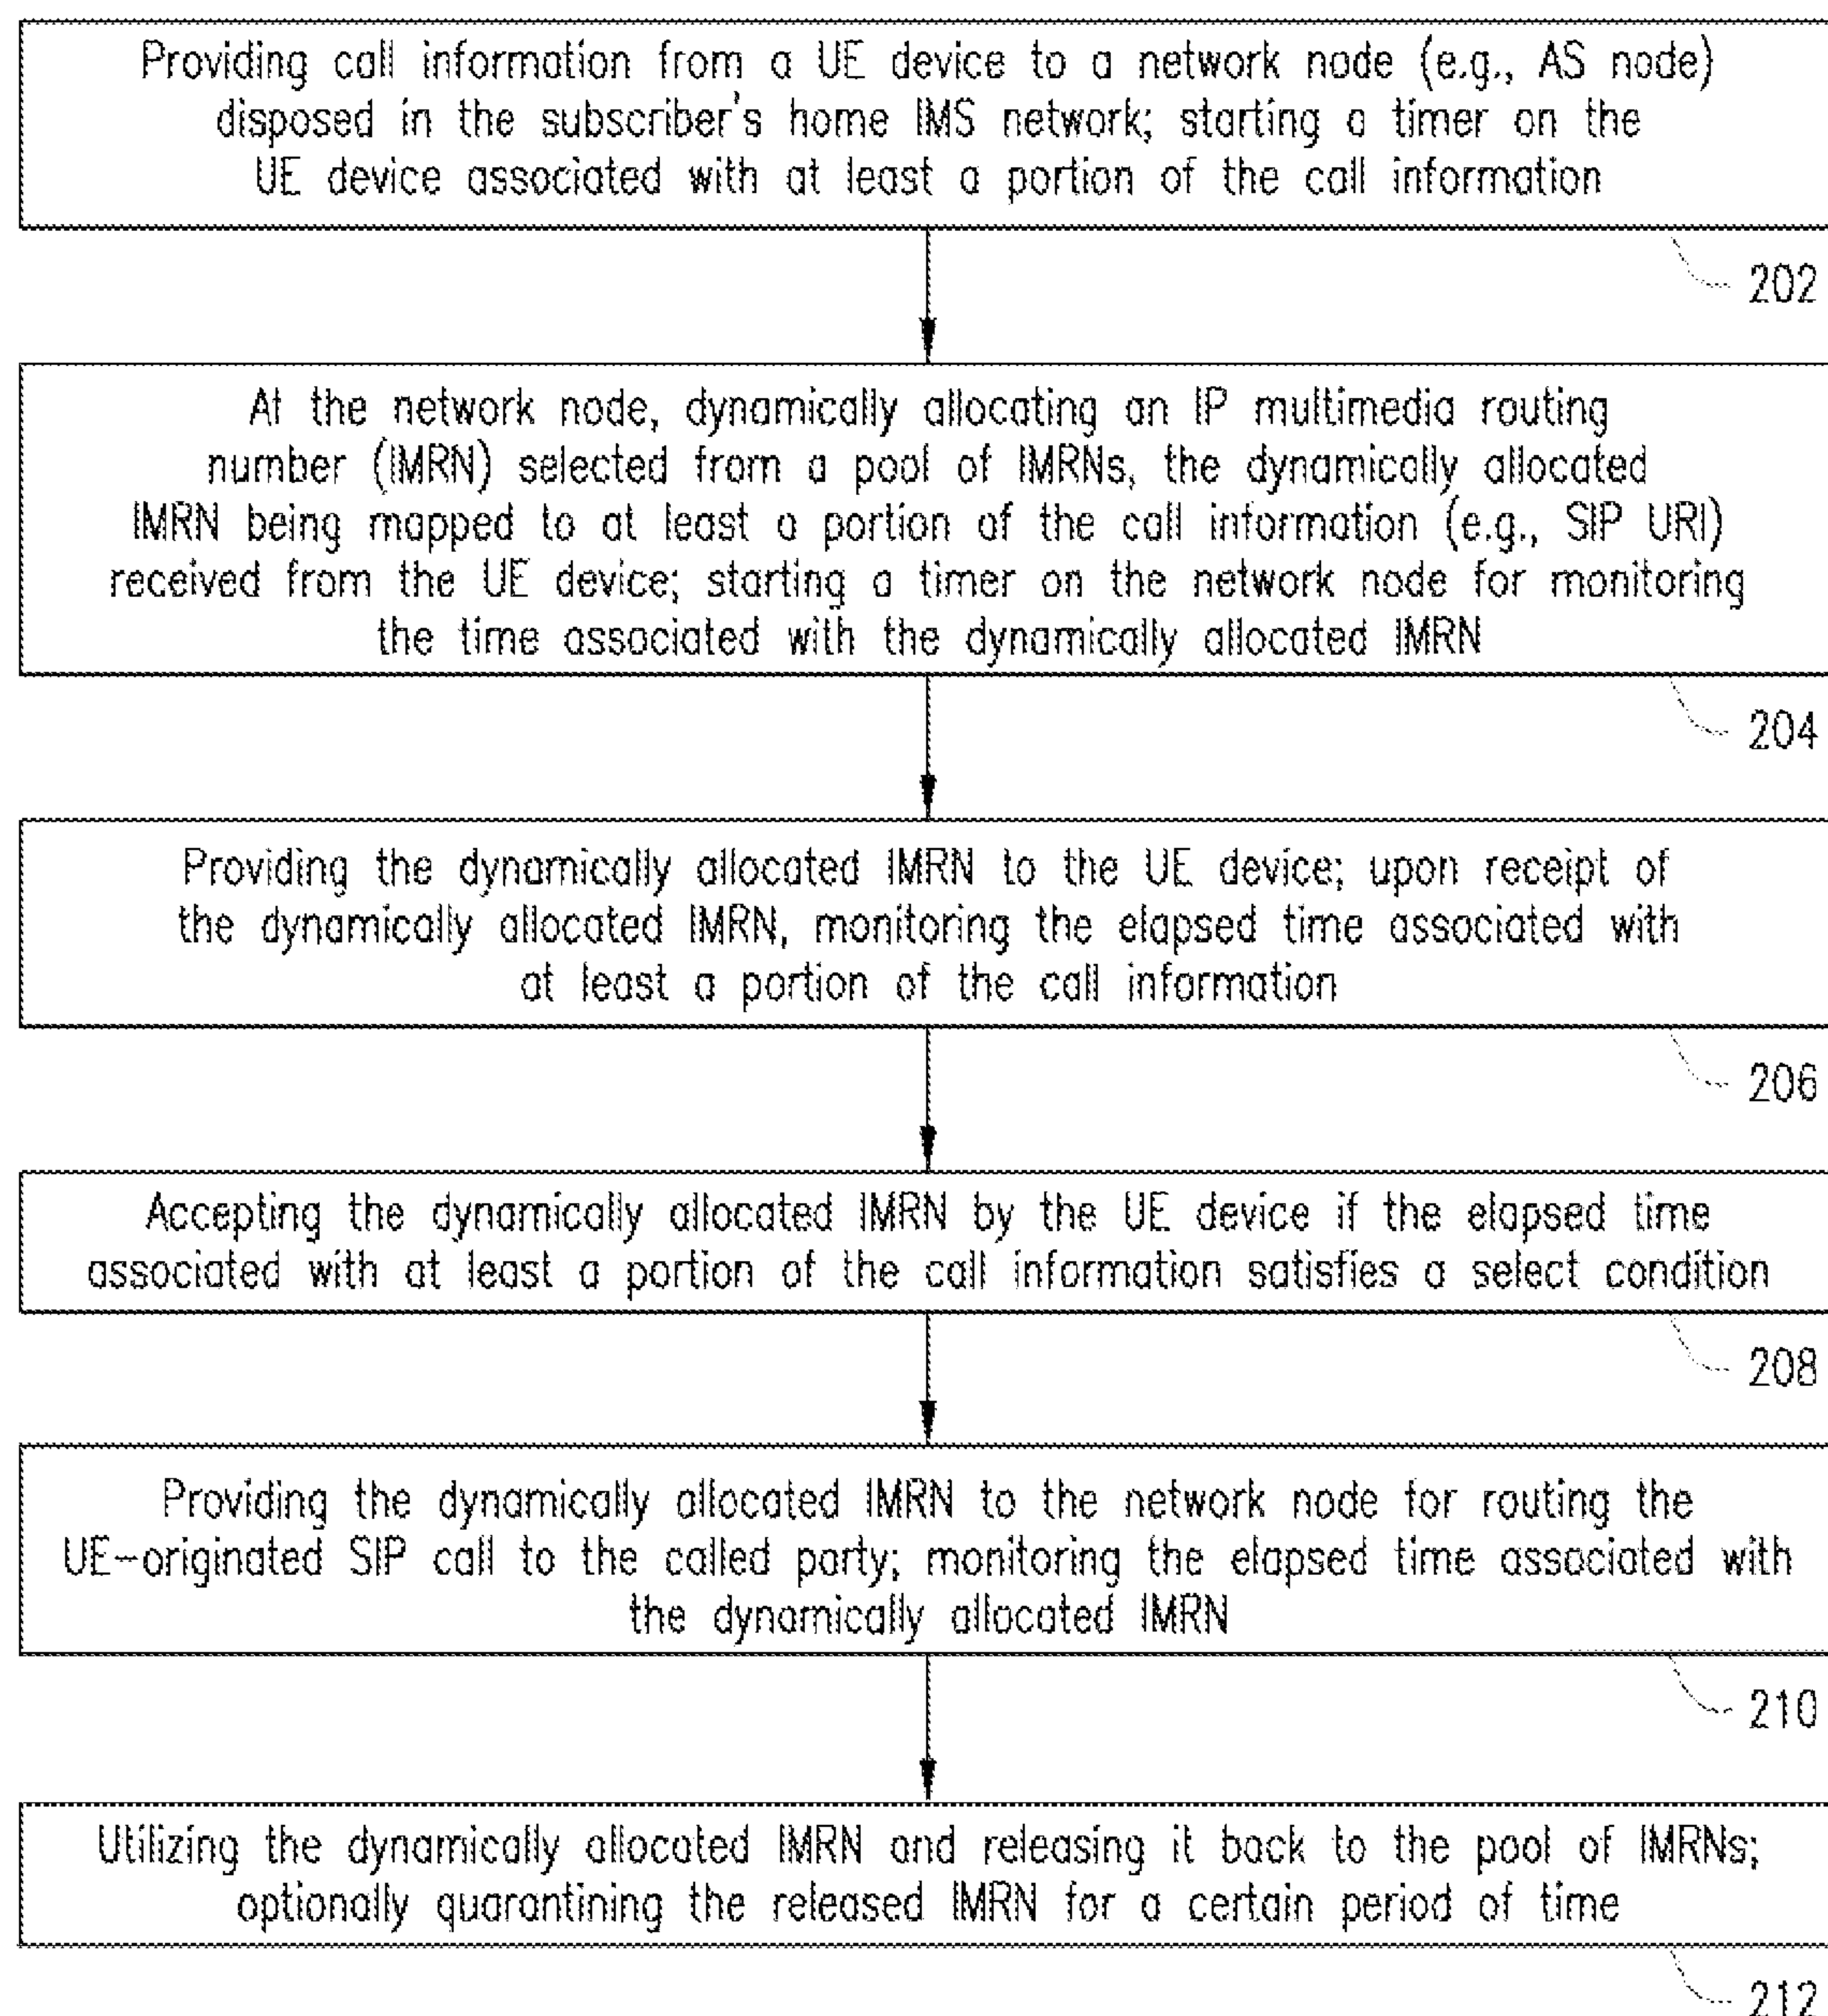 Providing call information from a UE device to a network node (e.g., AS node)
disposed in the subscriber's home IMS network; starting a timer on the
UE device associated with at least a portion of the call information
202
At the network node, dynamically allocating an IP multimedia routing
number (IMRN) selected from a pool of IMRNs, the dynamically allocated
IMRN being mapped to at least a portion of the call information (e.g., SIP URI)
received from the UE device; starting a timer on the network node for monitoring
the time associated with the dynamically allocated IMRN
204
Providing the dynamically allocated IMRN to the UE device; upon receipt of
the dynamically allocated IMRN, monitoring the elapsed time associated with
at least a portion of the call information
206
Accepting the dynamically allocated IMRN by the UE device if the elapsed time
associated with at least a portion of the call information satisfies a select condition
208
Providing the dynamically allocated IMRN to the network node for routing the
UE-originated SIP call to the called party; monitoring the elapsed time associated with
the dynamically allocated IMRN
210
Utilizing the dynamically allocated IMRN and releasing it back to the pool of IMRNs;
optionally quarantining the released IMRN for a certain period of time
212